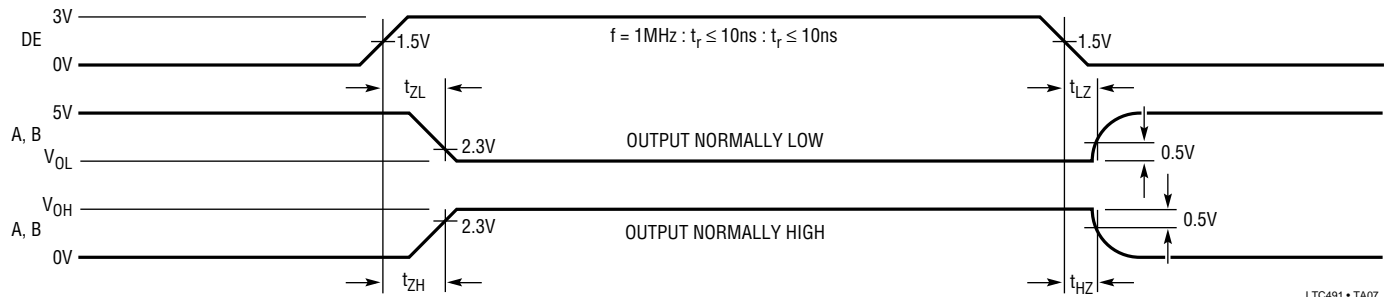 3V
DE
1.5V
f = 1MHz : tr ≤ 10ns : tr ≤ 10ns
1.5V
0V
tZL
tLZ
5V
A, B
2.3V
OUTPUT NORMALLY LOW
0.5V
VOL
VOH
A, B
2.3V
OUTPUT NORMALLY HIGH
0.5V
0V
tZH
tHZ
LTC491 • TA07